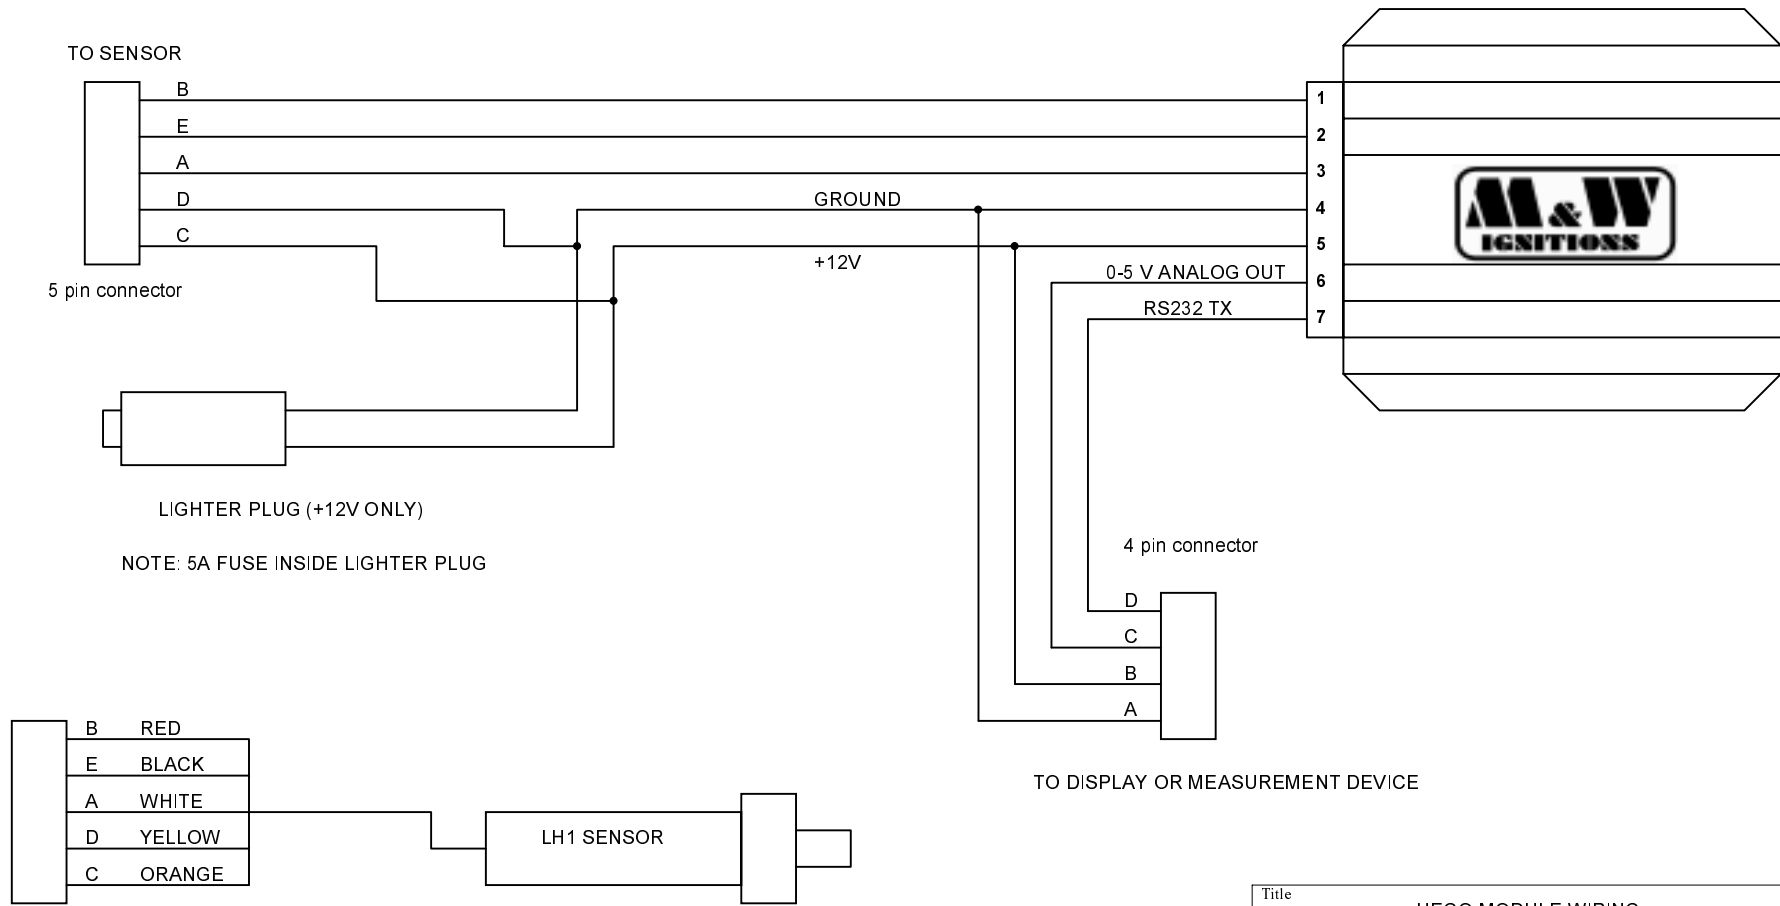 TO SENSOR
B
E
A
D
C
5 pin connector
GROUND
+12V
0-5 V ANALOG OUT
RS232 TX
1
2
3
4
5
6
7
M&W
IGNITIONS
LIGHTER PLUG (+12V ONLY)
NOTE: 5A FUSE INSIDE LIGHTER PLUG
4 pin connector
D
C
B
A
TO DISPLAY OR MEASUREMENT DEVICE
B RED
E BLACK
A WHITE
D YELLOW
C ORANGE
LH1 SENSOR
Title
MODULE WIRING